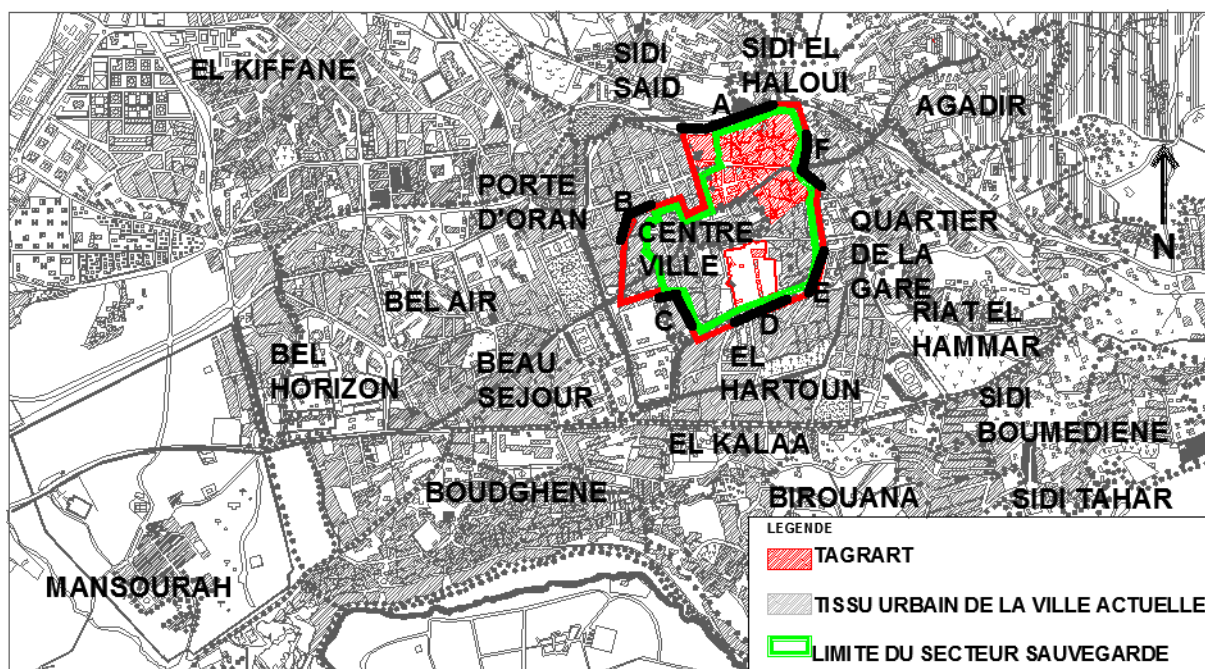 SIDI
SAID
SIDI EL
HALOUI
EL KIFFANE
A
AGADIR
F
PORTE
D'ORAN
B
CENTRE
VILLE
QUARTIER
DE LA
GARE
N
BEL AIR
C
D
E
RIAT EL
HAMMAR
BEL
HORIZON
BEAU
SEJOUR
EL
HARTOUN
SIDI
BOUMEDIENE
EL KALAA
BOUDGHENE
BIROUANA
SIDI TAHAR
MANSOURAH
LEGENDE
TAGRART
TISSU URBAIN DE LA VILLE ACTUELLE
LIMITE DU SECTEUR SAUVEGARDE